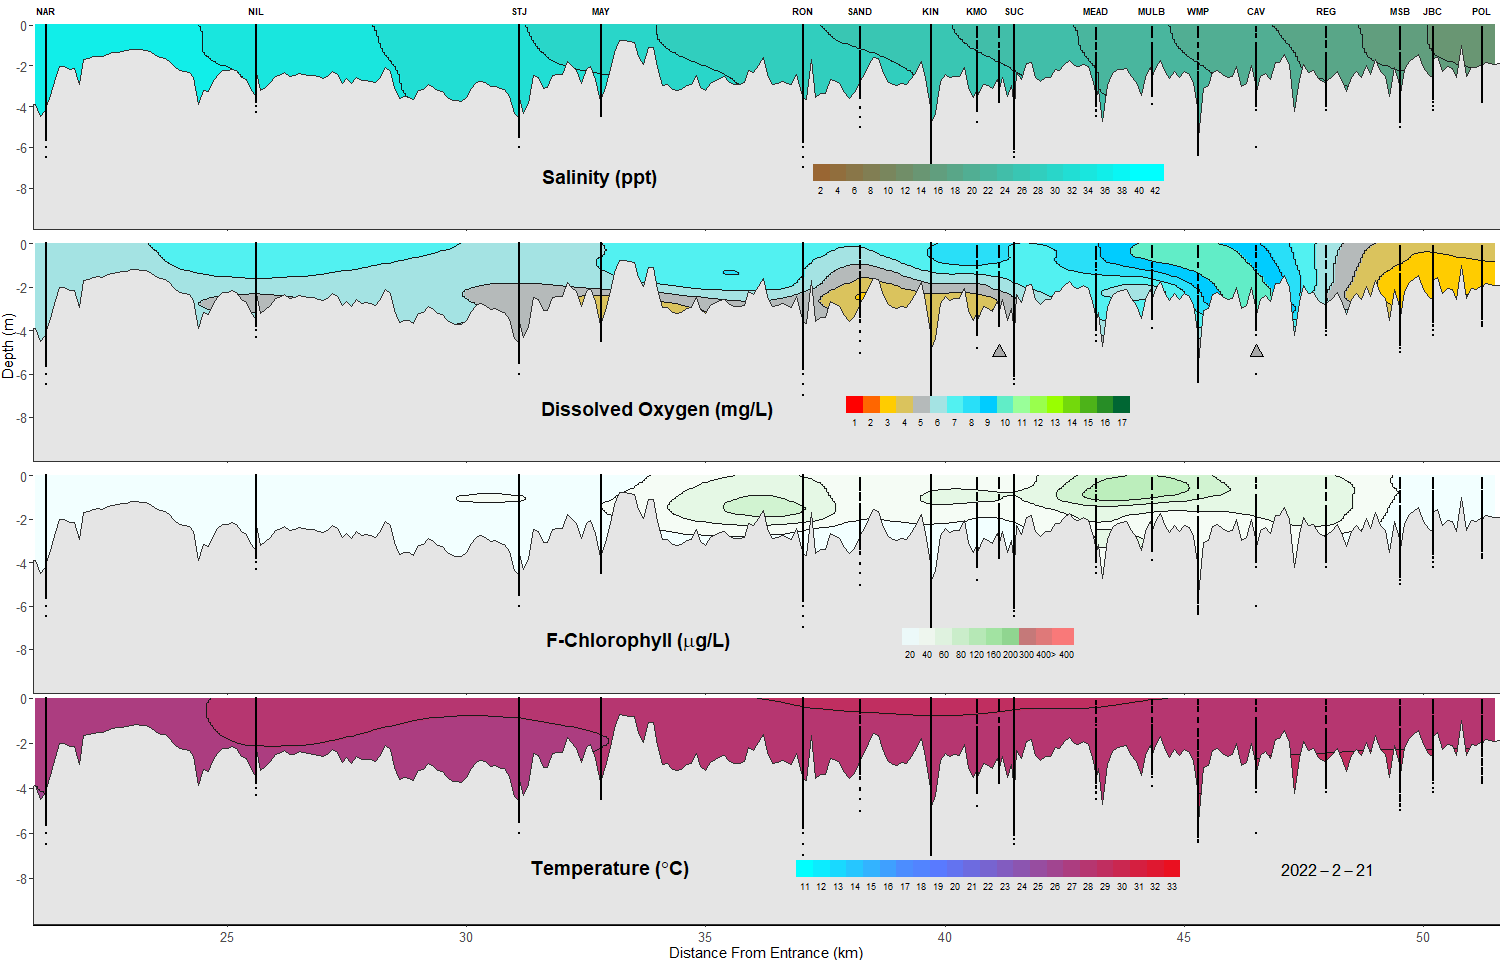 NAR NIL STJ MAY RON SAND KIN KMO SUC MEAD MULB WMP CAV REG MSB JBC POL
0
-2
-4
-6
-8
Salinity (ppt)
2 4 6 8 10 12 14 16 18 20 22 24 26 28 30 32 34 36 38 40 42
0
-2
-4
-6
-8
Depth (m)
Dissolved Oxygen (mg/L)
1 2 3 4 5 6 7 8 9 10 11 12 13 14 15 16 17
0
-2
-4
-6
-8
F-Chlorophyll (μg/L)
20 40 60 80 120 160 200 300 400> 400
0
-2
-4
-6
-8
Temperature (°C)
11 12 13 14 15 16 17 18 19 20 21 22 23 24 25 26 27 28 29 30 31 32 33
2022 – 2 – 21
25 30 35 40 45 50
Distance From Entrance (km)